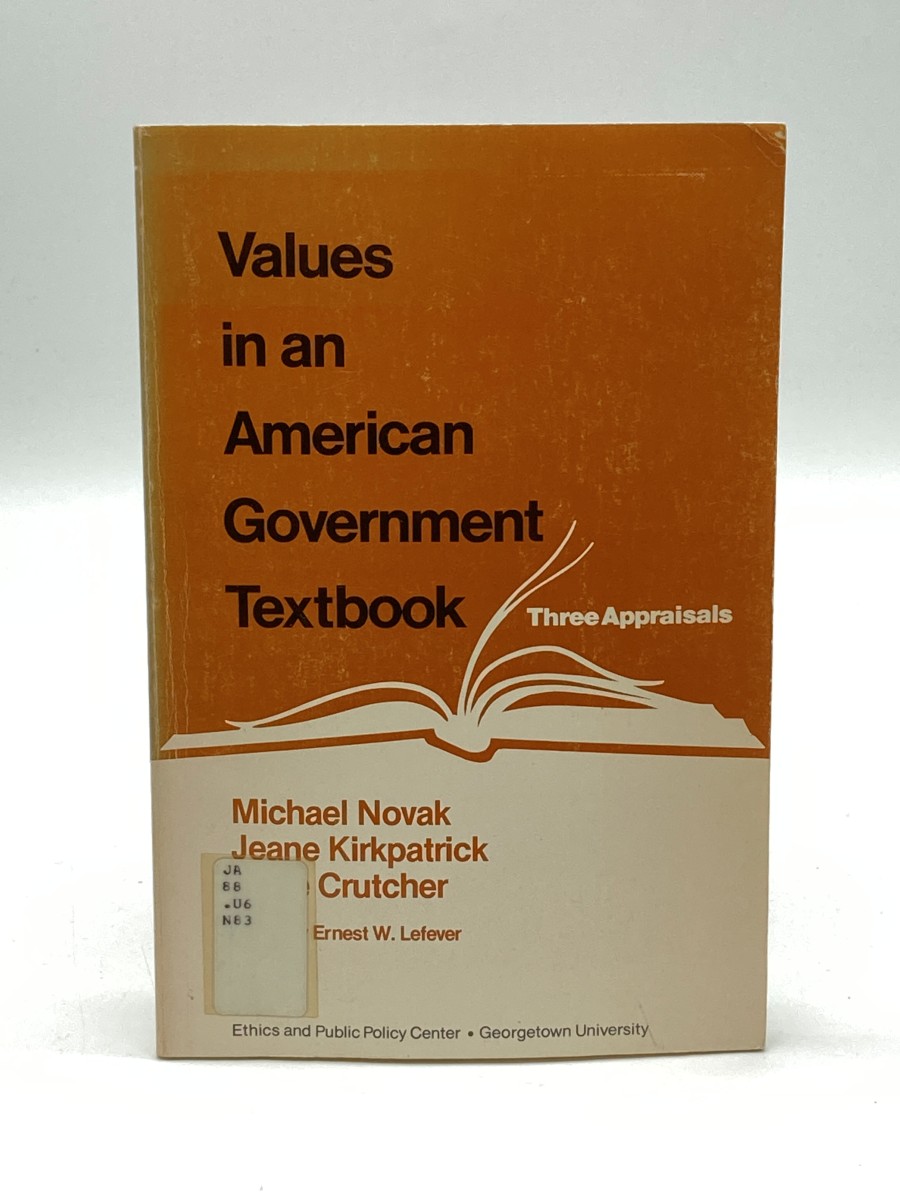 Values
in an
American
Government
Textbook
Three Appraisals
Michael Novak
Jeane Kirkpatrick
Crutcher
Ernest W. Lefever
JA
88
.U6
N83
Ethics and Public Policy Center • Georgetown University